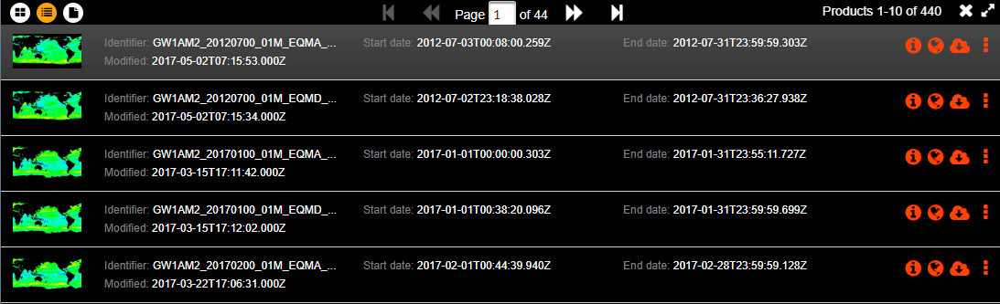 Page 1 of 44
Products 1-10 of 440
Identifier: GW1AM2_20120700_01M_EQMA_... Start date: 2012-07-03T00:08:00.259Z End date: 2012-07-31T23:59:59.303Z
Modified: 2017-05-02T07:15:53.000Z
Identifier: GW1AM2_20120700_01M_EQMD_... Start date: 2012-07-02T23:18:38.028Z End date: 2012-07-31T23:36:27.938Z
Modified: 2017-05-02T07:15:34.000Z
Identifier: GW1AM2_20170100_01M_EQMA_... Start date: 2017-01-01T00:00:00.303Z End date: 2017-01-31T23:55:11.727Z
Modified: 2017-03-15T17:11:42.000Z
Identifier: GW1AM2_20170100_01M_EQMD_... Start date: 2017-01-01T00:38:20.096Z End date: 2017-01-31T23:59:59.699Z
Modified: 2017-03-15T17:12:02.000Z
Identifier: GW1AM2_20170200_01M_EQMA_... Start date: 2017-02-01T00:44:39.940Z End date: 2017-02-28T23:59:59.128Z
Modified: 2017-03-22T17:06:31.000Z